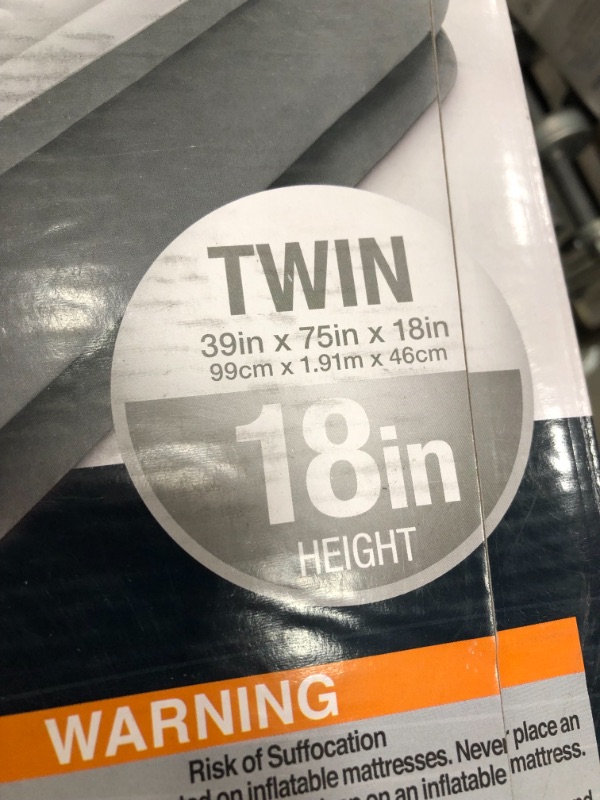 TWIN
39in x 75in x 18in
99cm x 1.91m x 46cm
18in
HEIGHT
WARNING
Risk of Suffocation
on inflatable mattresses. Never place an
on an inflatable mattress.